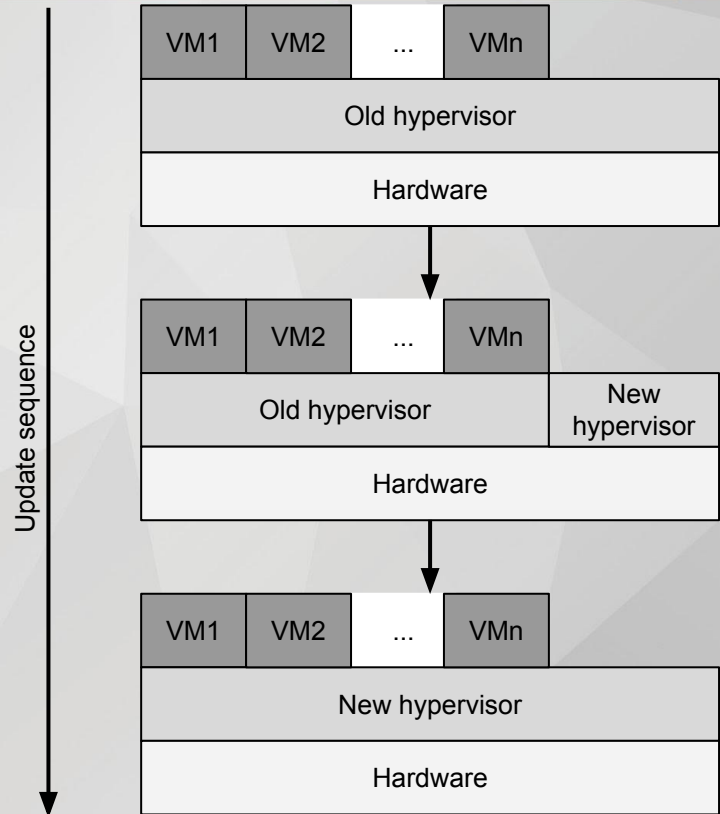 Update sequence
VM1 VM2 ... VMn
Old hypervisor
Hardware
VM1 VM2 ... VMn
Old hypervisor
New
hypervisor
Hardware
VM1 VM2 ... VMn
New hypervisor
Hardware